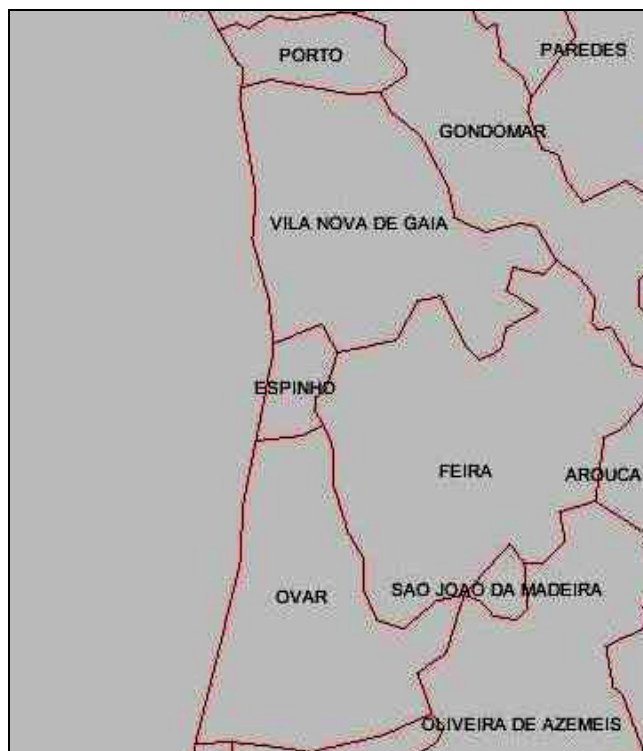 PAREDES
PORTO
GONDOMAR
VILA NOVA DE GAIA
ESPINHO
FEIRA
AROUCA
SAO JOAO DA MADEIRA
OVAR
OLIVEIRA DE AZEMEIS